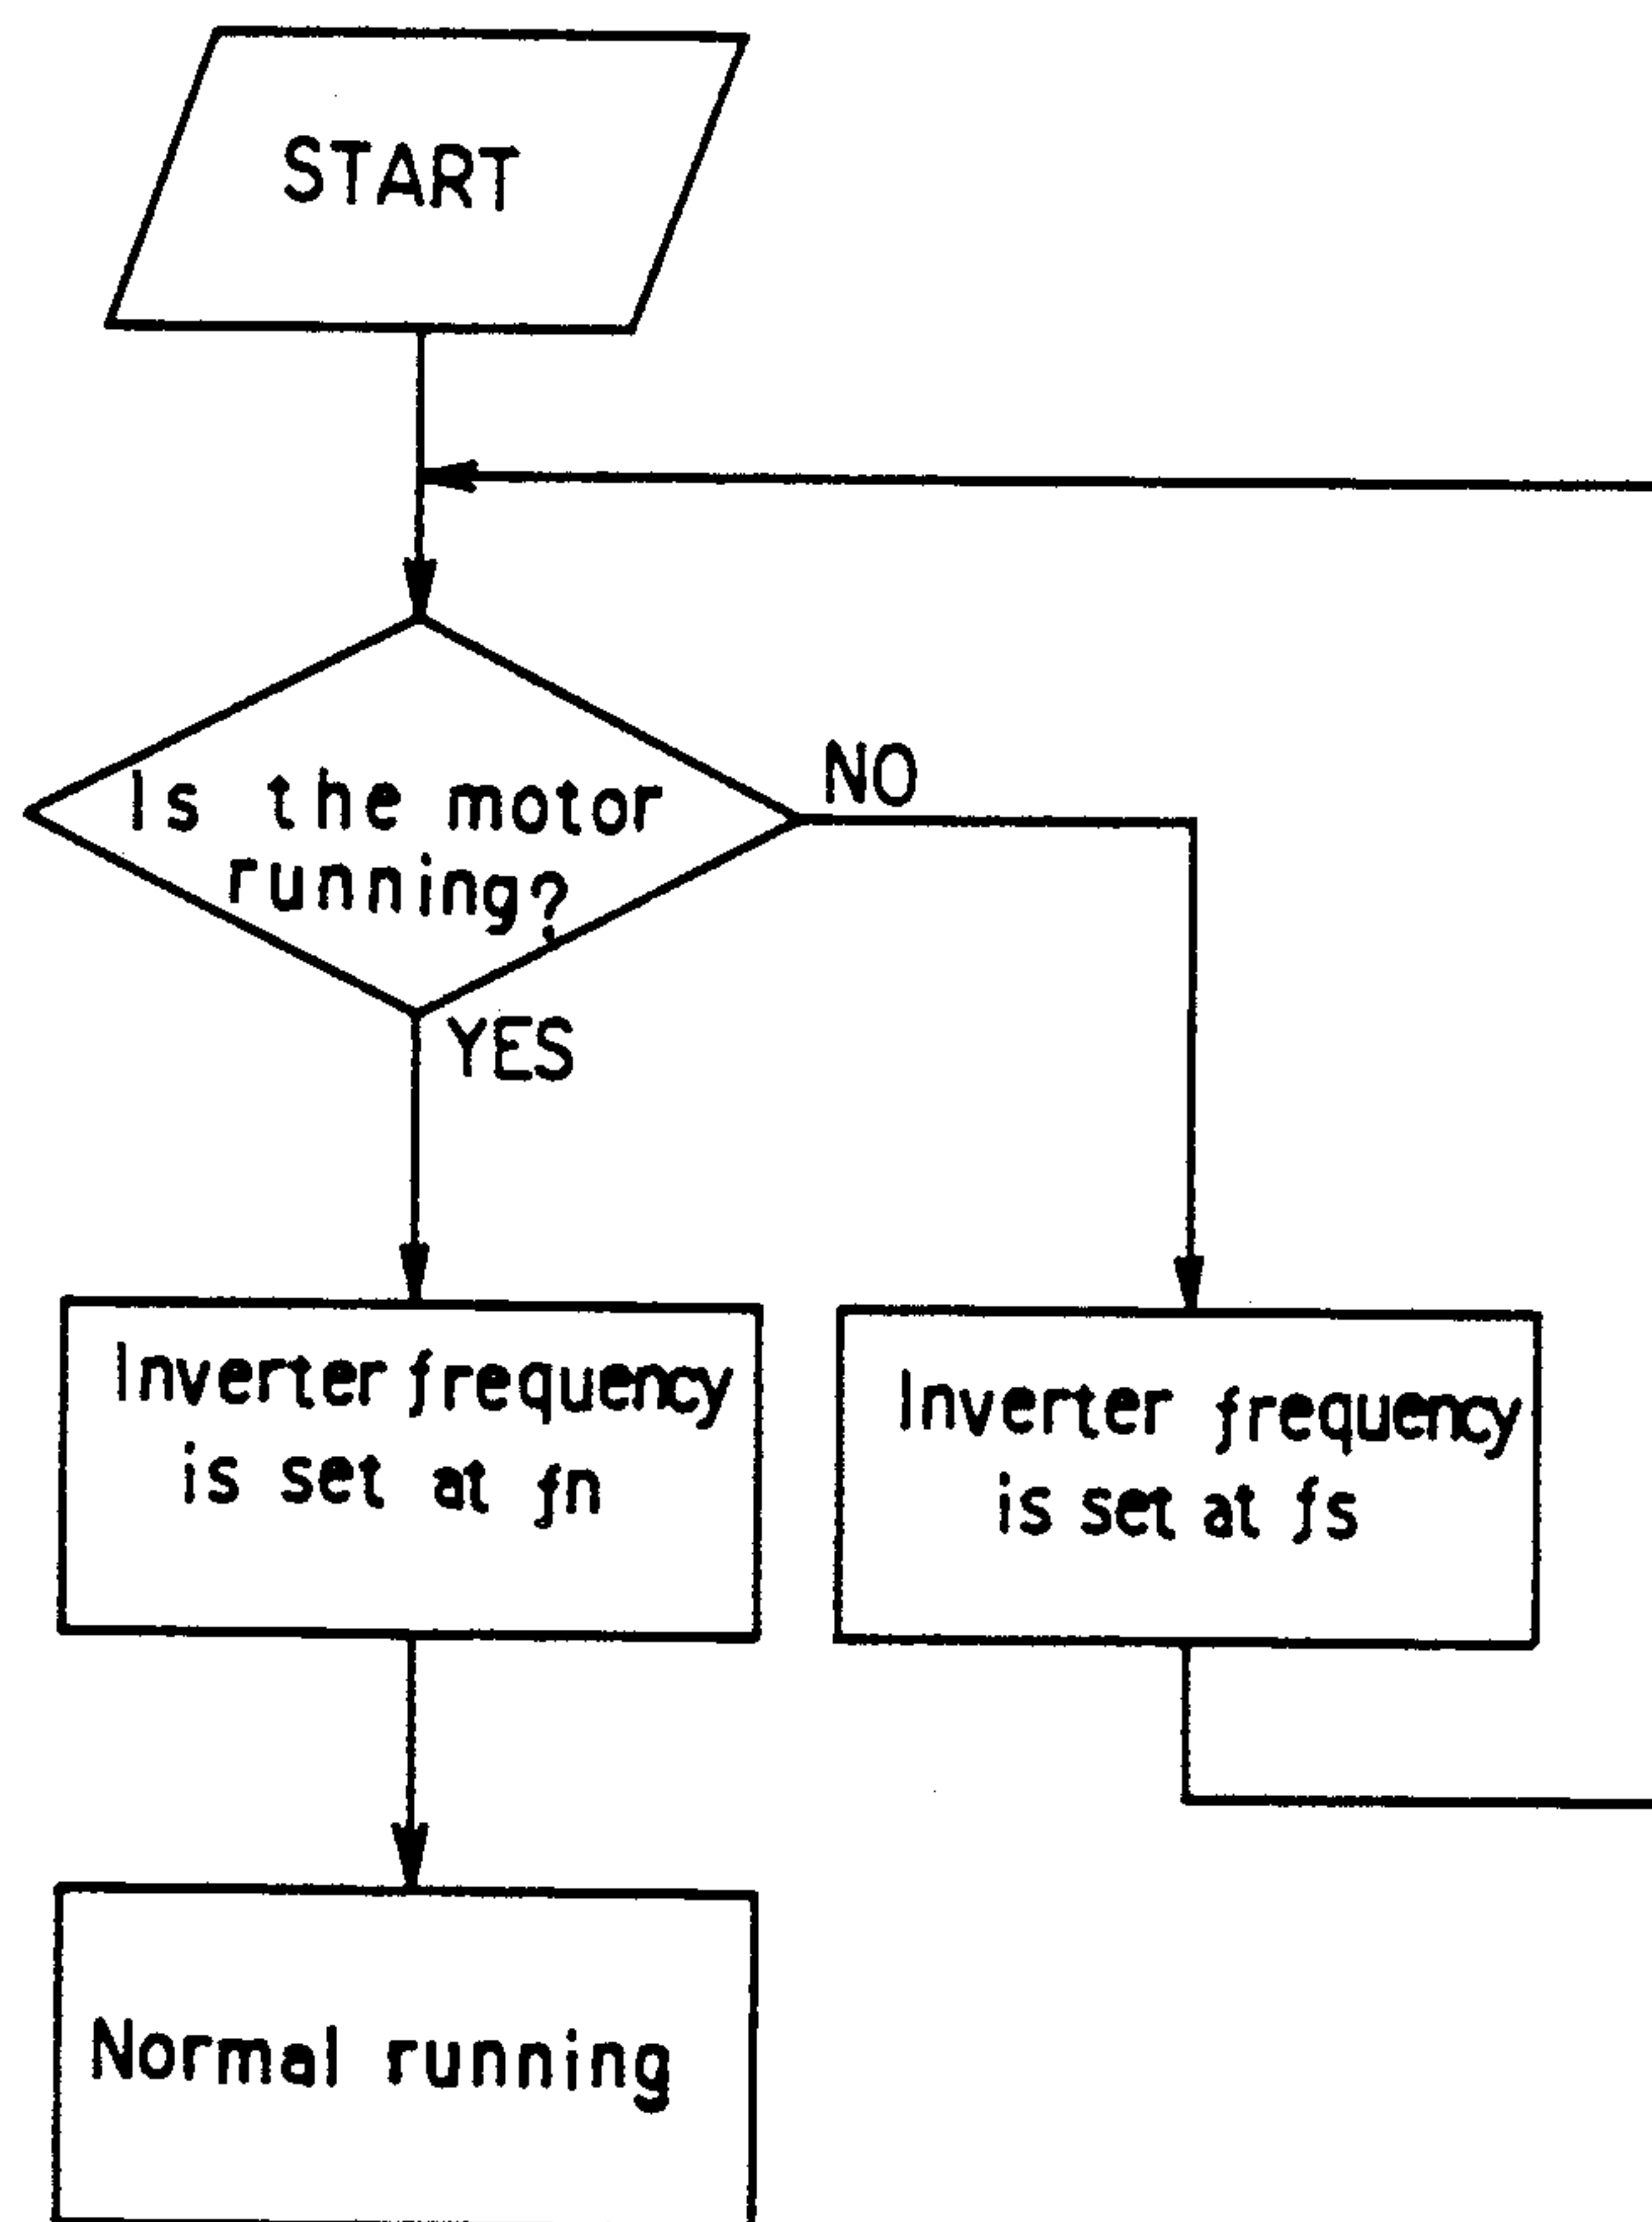 START
Is the motor
running?
NO
YES
Inverter frequency
is set at fn
Inverter frequency
is set at fs
Normal running